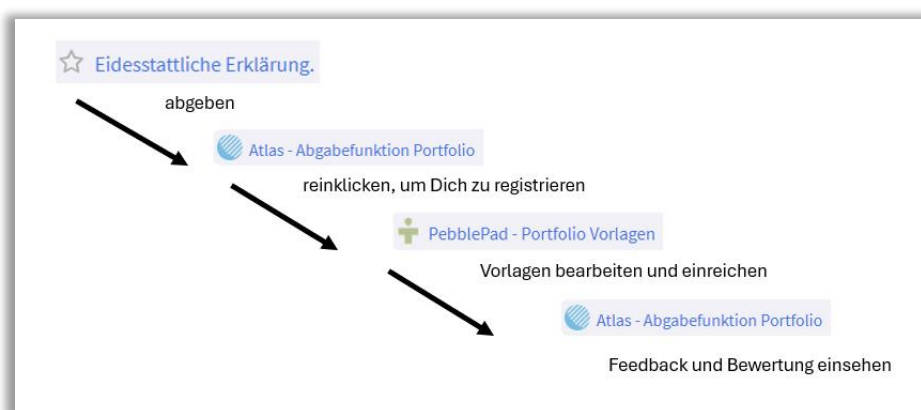 Eidesstattliche Erklärung.
abgeben
Atlas - Abgabefunktion Portfolio
reinklicken, um Dich zu registrieren
PebblePad - Portfolio Vorlagen
Vorlagen bearbeiten und einreichen
Atlas - Abgabefunktion Portfolio
Feedback und Bewertung einsehen